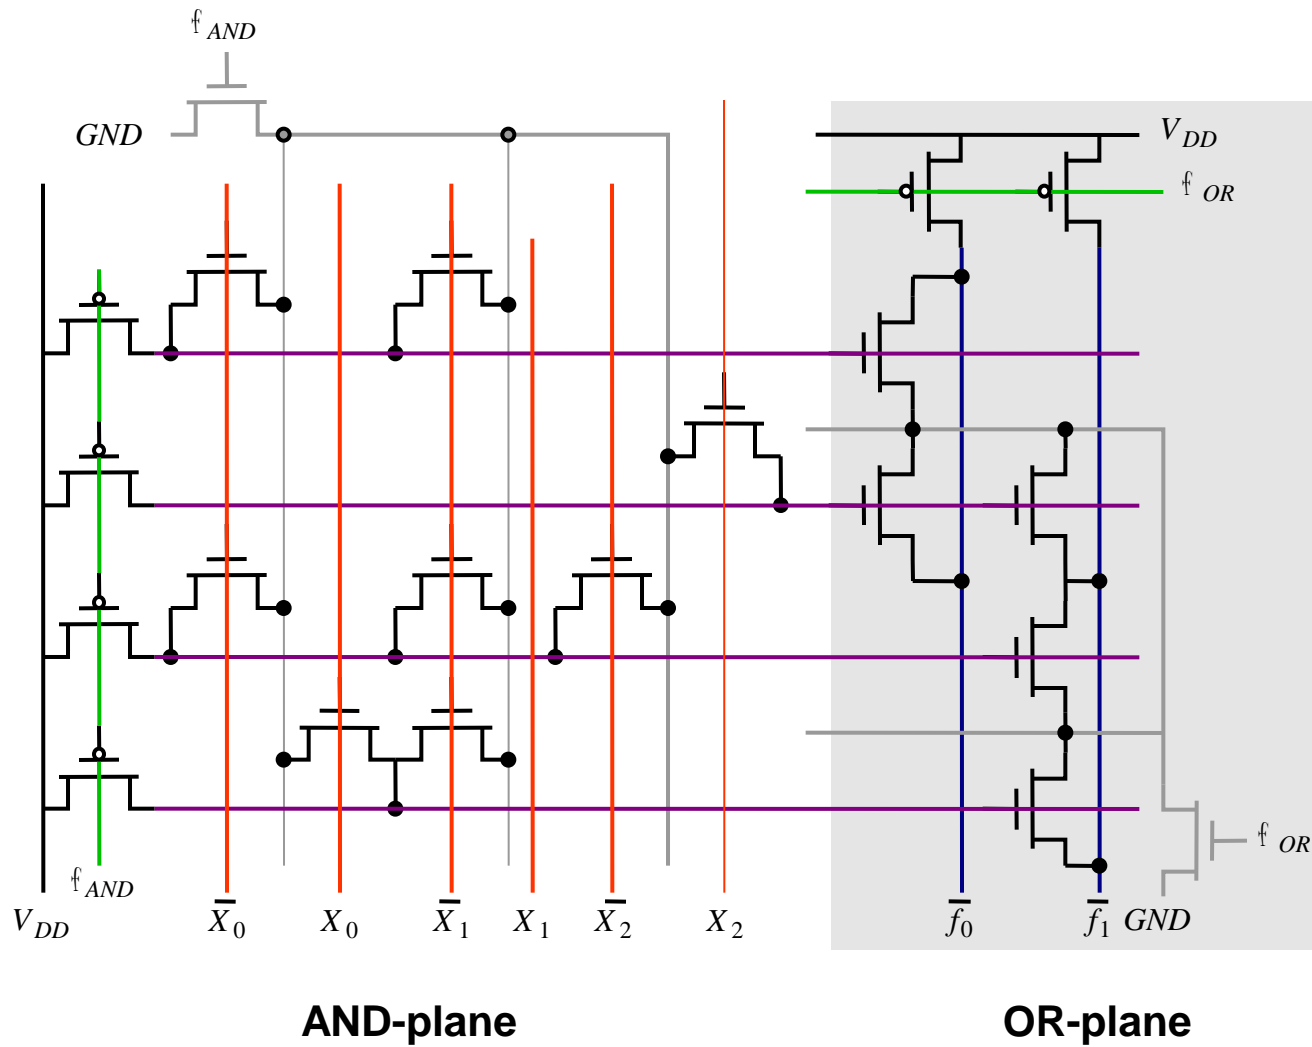 f AND
GND
V DD
f OR
f AND
V DD
X̅ 0
X 0
X̅ 1
X 1
X̅ 2
X 2
f̅ 0
f̅ 1
GND
f OR
AND-plane
OR-plane